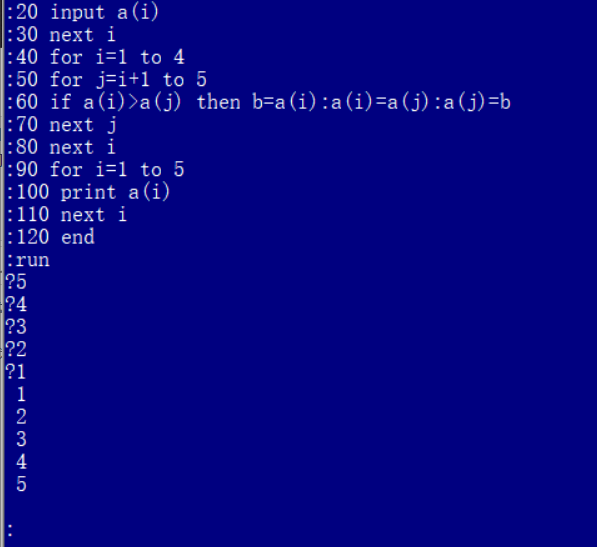 :20 input a(i)
:30 next i
:40 for i=1 to 4
:50 for j=i+1 to 5
:60 if a(i)>a(j) then b=a(i):a(i)=a(j):a(j)=b
:70 next j
:80 next i
:90 for i=1 to 5
:100 print a(i)
:110 next i
:120 end
:run
?5
?4
?3
?2
?1
1
2
3
4
5
: